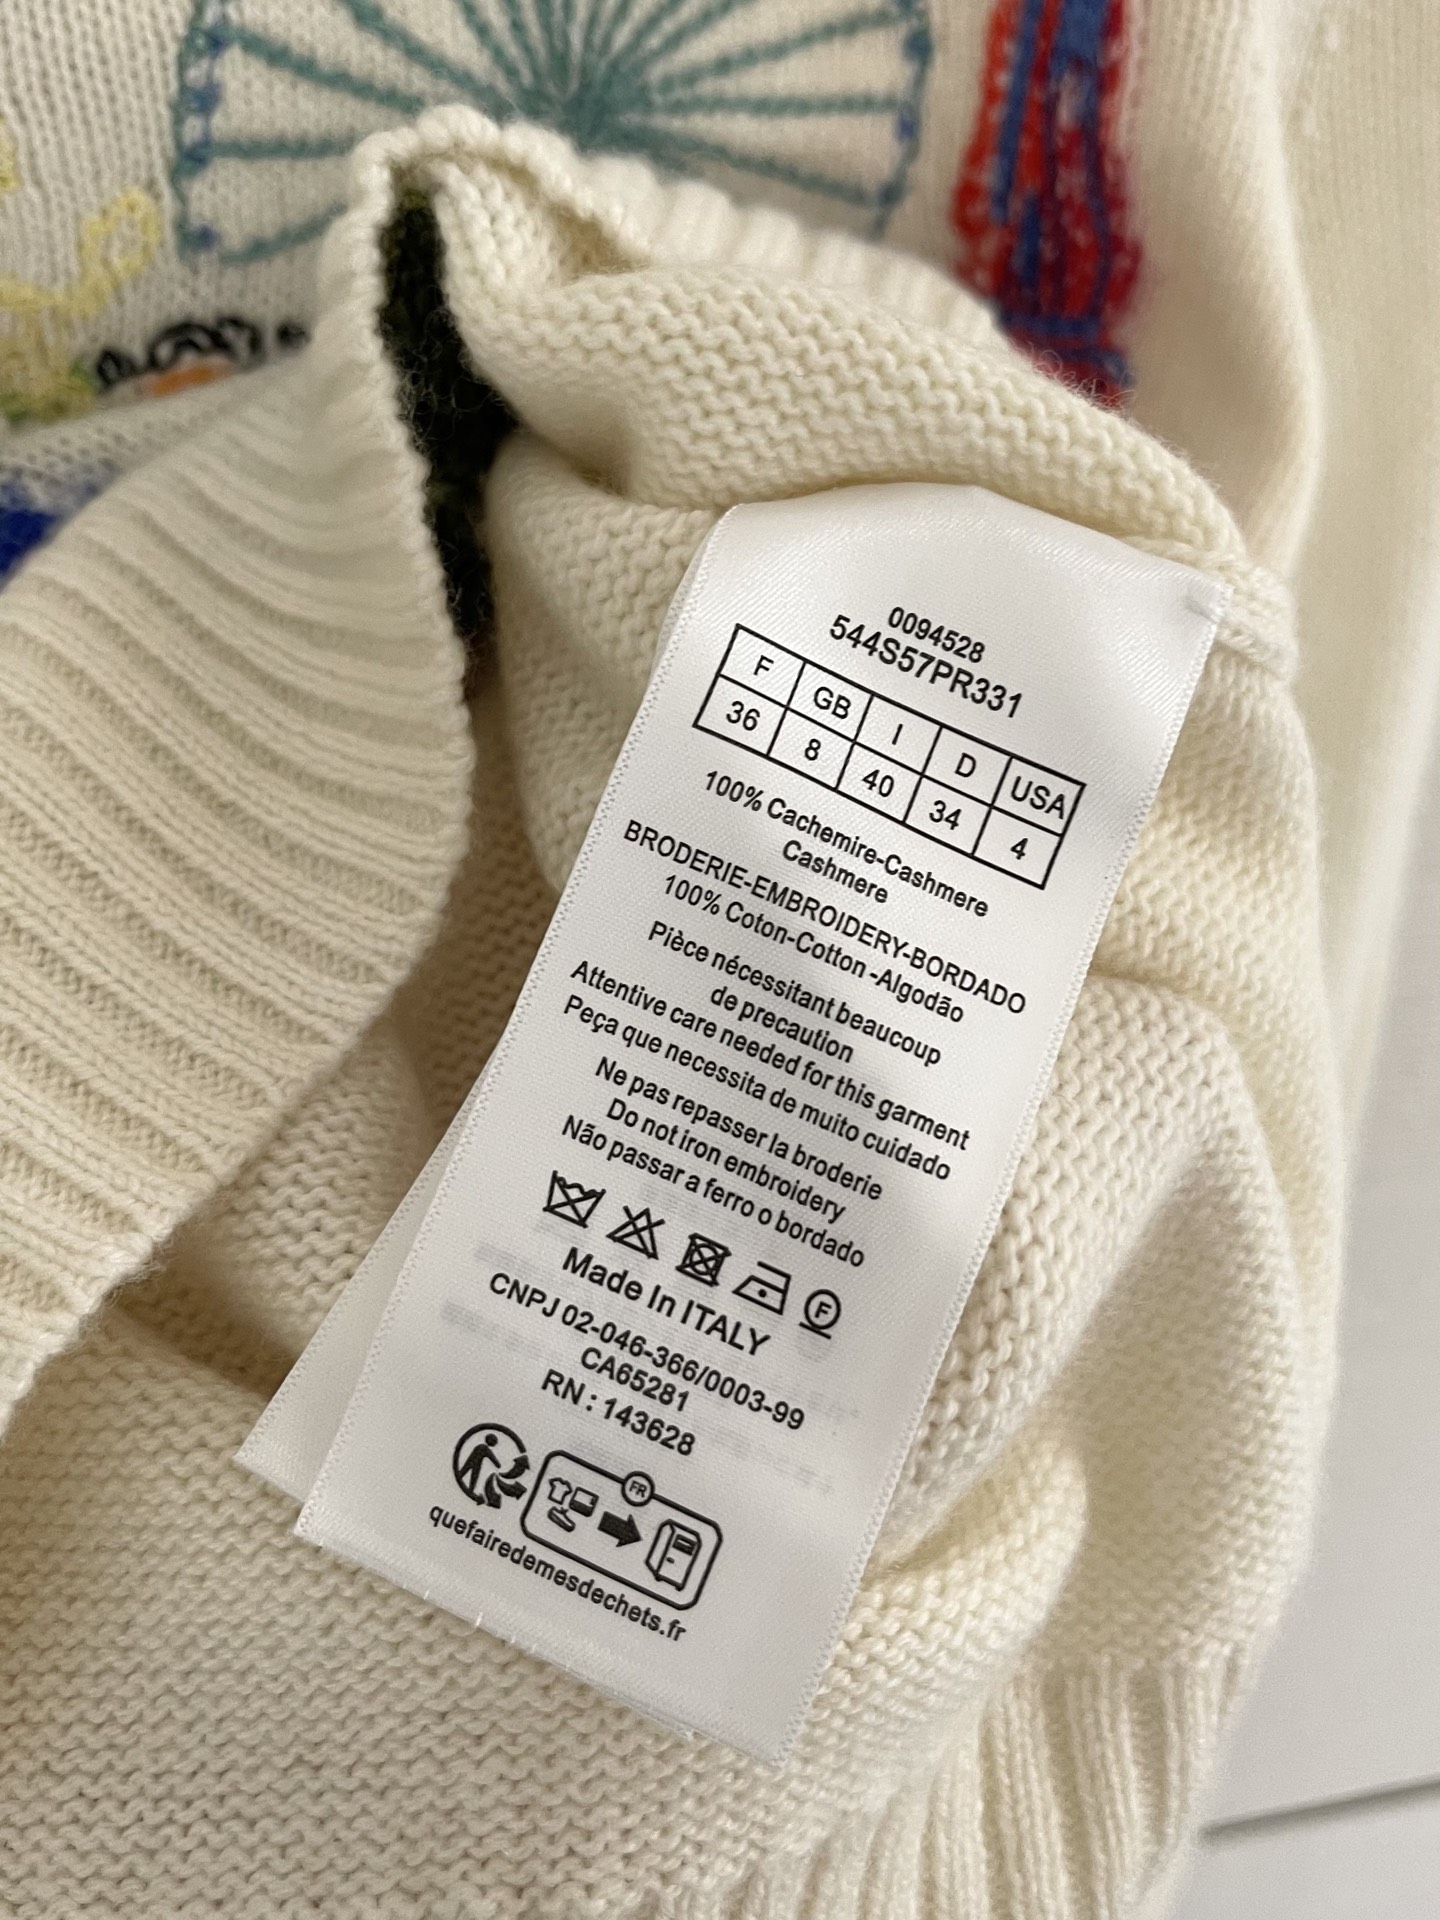 0094528
544S57PR331
F GB I D USA
36 8 40 34 4
100% Cachemire-Cashmere
Cashmere
BRODERIE-EMBROIDERY-BORDADO
100% Coton-Cotton -Algodão
Pièce nécessitant beaucoup
de precaution
Attentive care needed for this garment
Peça que necessita de muito cuidado
Ne pas repasser la broderie
Do not iron embroidery
Não passar a ferro o bordado
F
Made In ITALY
CNPJ 02-046-366/0003-99
CA65281
RN : 143628
FR
quefairedemesdechets.fr